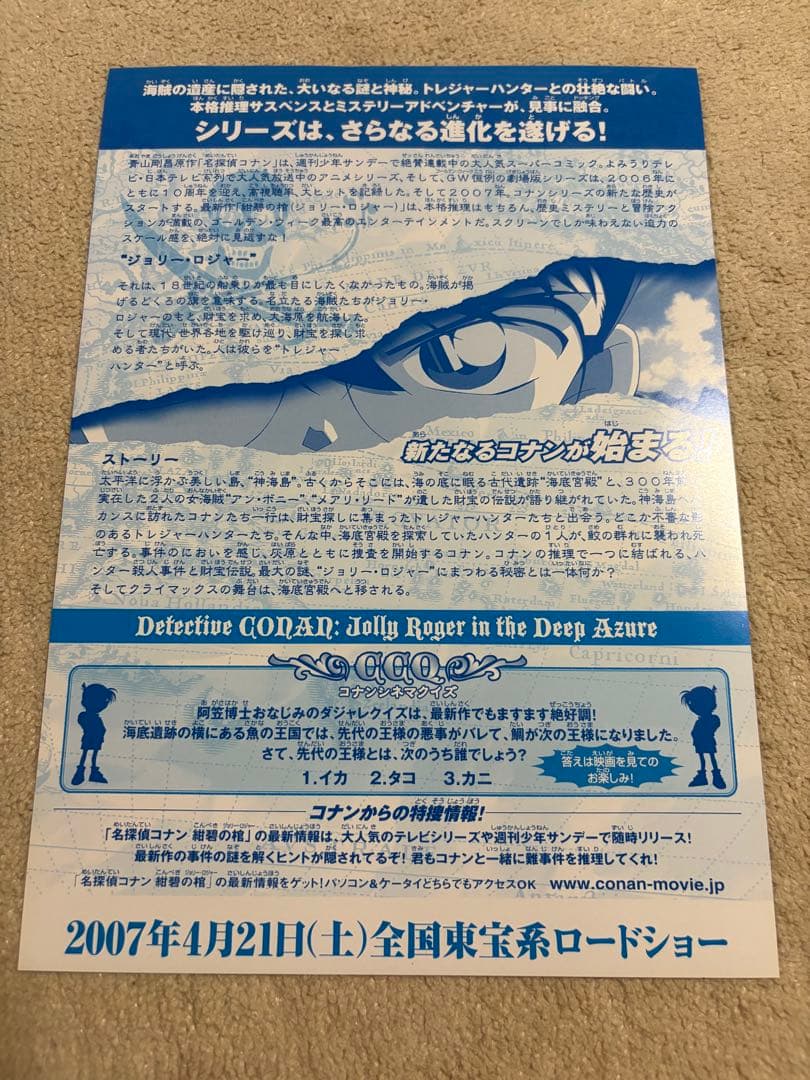 海賊の遺産に隠された、大いなる謎と神秘。トレジャーハンターとの壮絶な闘い。
本格推理サスペンスとミステリーアドベンチャーが、見事に融合。
シリーズは、さらなる進化を遂げる!
青山剛昌原作「名探偵コナン」は、週刊少年サンデーで絶賛連載中の大人気スーパーコミック。よみうりテレ
ビ・日本テレビ系列で大人気放送中のアニメシリーズ、そして、GW恒例の劇場版シリーズは、2006年に
ともに10周年を迎え、高視聴率、大ヒットを記録した。そして2007年、コナンシリーズの新たな歴史が
スタートする。最新作「紺碧の棺(ジョリー・ロジャー)」は、本格推理はもちろん、歴史ミステリーと冒険アク
ションが満載の、ゴールデン・ウィーク最高のエンターテインメントだ。スクリーンでしか味わえない迫力の
スケール感を、絶対に見逃すな!
“ジョリー・ロジャー”
それは、18世紀の船乗りが最も目にしたくなかったもの。海賊が掲
げるどくろの旗を意味する。名立たる海賊たちがジョリー・
ロジャーのもと、財宝を求め、大海原を航海した。
そして現代、世界各地を駆け巡り、財宝を探し求
める者たちがいた。人は彼らを“トレジャー
ハンター”と呼ぶ。
新たなるコナンが始まる!!
ストーリー
太平洋に浮かぶ美しい島、“神海島”。古くからそこには、海の底に眠る古代遺跡“海底宮殿”と、300年前に
実在した2人の女海賊“アン・ボニー”、“メアリ・リード”が遺した財宝の伝説が語り継がれていた。神海島へバ
カンスに訪れたコナンたち一行は、財宝探しに集まったトレジャーハンターたちと出会う。どこか不審な影
のあるトレジャーハンターたち。そんな中、海底宮殿を探索していたハンターの1人が、鮫の群れに襲われ死
亡する。事件のにおいを感じ、灰原とともに捜査を開始するコナン。コナンの推理で一つに結ばれる、ハ
ンター殺人事件と財宝伝説。最大の謎、“ジョリー・ロジャー”にまつわる秘密とは一体何か?
そしてクライマックスの舞台は、海底宮殿へと移される。
Detective CONAN: Jolly Roger in the Deep Azure
CCQ
コナンシネマクイズ
阿笠博士おなじみのダジャレクイズは、最新作でもますます絶好調!
海底遺跡の横にある魚の王国では、先代の王様の悪事がバレて、鯛が次の王様になりました。
さて、先代の王様とは、次のうち誰でしょう?
1.イカ 2.タコ 3.カニ
答えは映画を見ての
お楽しみ!
コナンからの特捜情報!
「名探偵コナン 紺碧の棺」の最新情報は、大人気のテレビシリーズや週刊少年サンデーで随時リリース!
最新作の事件の謎を解くヒントが隠されてるぞ! 君もコナンと一緒に難事件を推理してくれ!
「名探偵コナン 紺碧の棺」の最新情報をゲット!パソコン&ケータイどちらでもアクセスOK www.conan-movie.jp
2007年4月21日(土)全国東宝系ロードショー